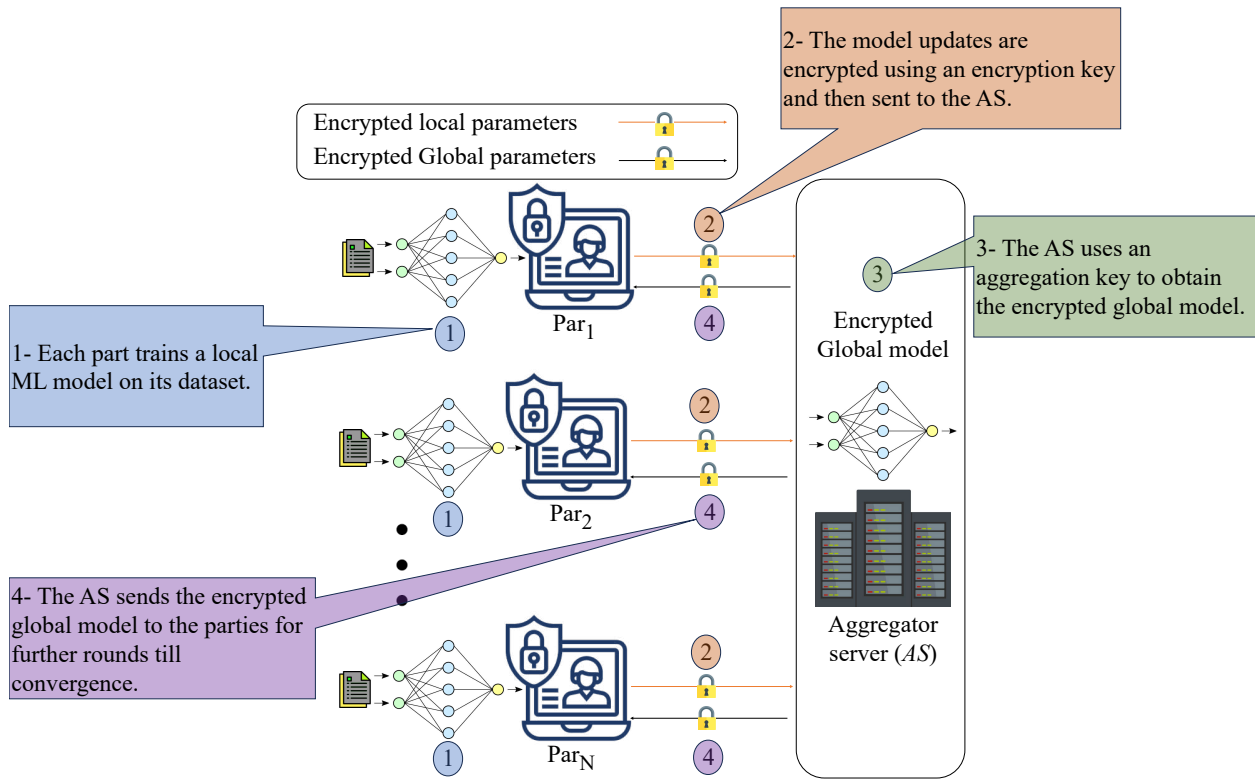 2- The model updates are
encrypted using an encryption key
and then sent to the AS.
Encrypted local parameters
Encrypted Global parameters
2
3- The AS uses an
aggregation key to obtain
the encrypted global model.
3
1- Each part trains a local
ML model on its dataset.
1
Par1
4
Encrypted
Global model
2
1
Par2
4
4- The AS sends the encrypted
global model to the parties for
further rounds till
convergence.
Aggregator
server (AS)
2
1
ParN
4